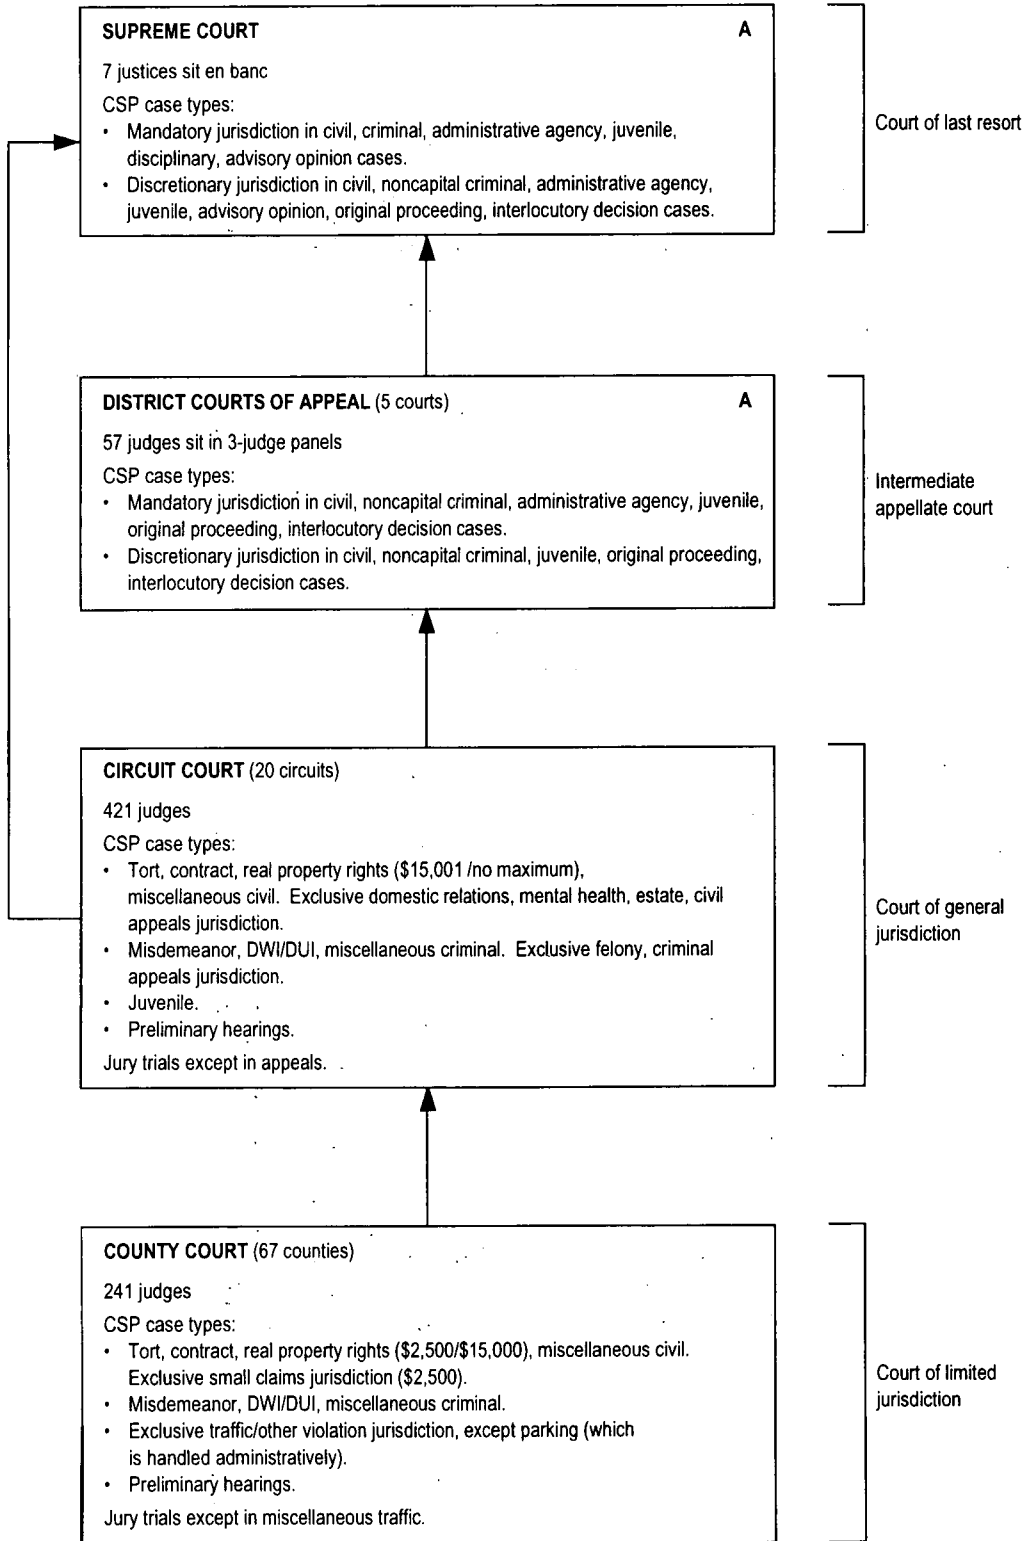 SUPREME COURT A
7 justices sit en banc
CSP case types:
• Mandatory jurisdiction in civil, criminal, administrative agency, juvenile,
disciplinary, advisory opinion cases.
• Discretionary jurisdiction in civil, noncapital criminal, administrative agency,
juvenile, advisory opinion, original proceeding, interlocutory decision cases.
Court of last resort
DISTRICT COURTS OF APPEAL (5 courts) A
57 judges sit in 3-judge panels
CSP case types:
• Mandatory jurisdiction in civil, noncapital criminal, administrative agency, juvenile,
original proceeding, interlocutory decision cases.
• Discretionary jurisdiction in civil, noncapital criminal, juvenile, original proceeding,
interlocutory decision cases.
Intermediate
appellate court
CIRCUIT COURT (20 circuits)
421 judges
CSP case types:
• Tort, contract, real property rights ($15,001 /no maximum),
miscellaneous civil. Exclusive domestic relations, mental health, estate, civil
appeals jurisdiction.
• Misdemeanor, DWI/DUI, miscellaneous criminal. Exclusive felony, criminal
appeals jurisdiction.
• Juvenile.
• Preliminary hearings.
Jury trials except in appeals.
Court of general
jurisdiction
COUNTY COURT (67 counties)
241 judges
CSP case types:
• Tort, contract, real property rights ($2,500/$15,000), miscellaneous civil.
Exclusive small claims jurisdiction ($2,500).
• Misdemeanor, DWI/DUI, miscellaneous criminal.
• Exclusive traffic/other violation jurisdiction, except parking (which
is handled administratively).
• Preliminary hearings.
Jury trials except in miscellaneous traffic.
Court of limited
jurisdiction